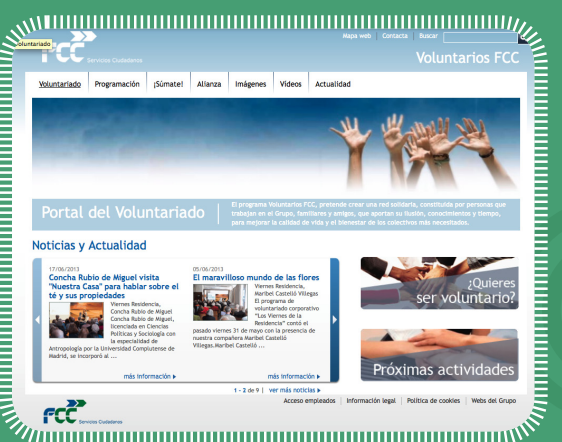 Mapa web | Contacta | Buscar
voluntariado
FCC
Servicios Ciudadanos
Voluntarios FCC
Voluntariado
Programación
¡Súmate!
Alianza
Imágenes
Videos
Actualidad
Portal del Voluntariado
El programa Voluntarios FCC, pretende crear una red solidaria, constituida por personas que
trabajan en el Grupo, familiares y amigos, que aportan su ilusión, conocimientos y tiempo,
para mejorar la calidad de vida y el bienestar de los colectivos más necesitados.
Noticias y Actualidad
17/06/2013
Concha Rubio de Miguel visita
"Nuestra Casa" para hablar sobre el
té y sus propiedades
Viernes Residencia,
Concha Rubio de Miguel
Concha Rubio de Miguel,
licenciada en Ciencias
Políticas y Sociología con
la especialidad de
Antropología por la Universidad Complutense de
Madrid, se incorporó al ...
más información
05/06/2013
El maravilloso mundo de las flores
Viernes Residencia,
Maribel Castelló Villegas
El programa de
voluntariado corporativo
"Los Viernes de la
Residencia" contó el
pasado viernes 31 de mayo con la presencia de
nuestra compañera Maribel Castelló
Villegas.Maribel Castelló ...
más información
1 - 2 de 9 | ver más noticias
¿Quieres
ser voluntario?
Próximas actividades
Acceso empleados | Información legal | Política de cookies | Webs del Grupo
FCC
Servicios Ciudadanos